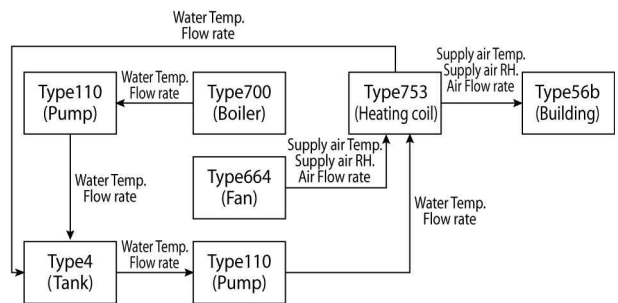 Water Temp.
Flow rate
Type110
(Pump)
Water Temp.
Flow rate
Type700
(Boiler)
Type753
(Heating coil)
Supply air Temp.
Supply air RH.
Air Flow rate
Type56b
(Building)
Water Temp.
Flow rate
Type664
(Fan)
Supply air Temp.
Supply air RH.
Air Flow rate
Water Temp.
Flow rate
Type4
(Tank)
Water Temp.
Flow rate
Type110
(Pump)